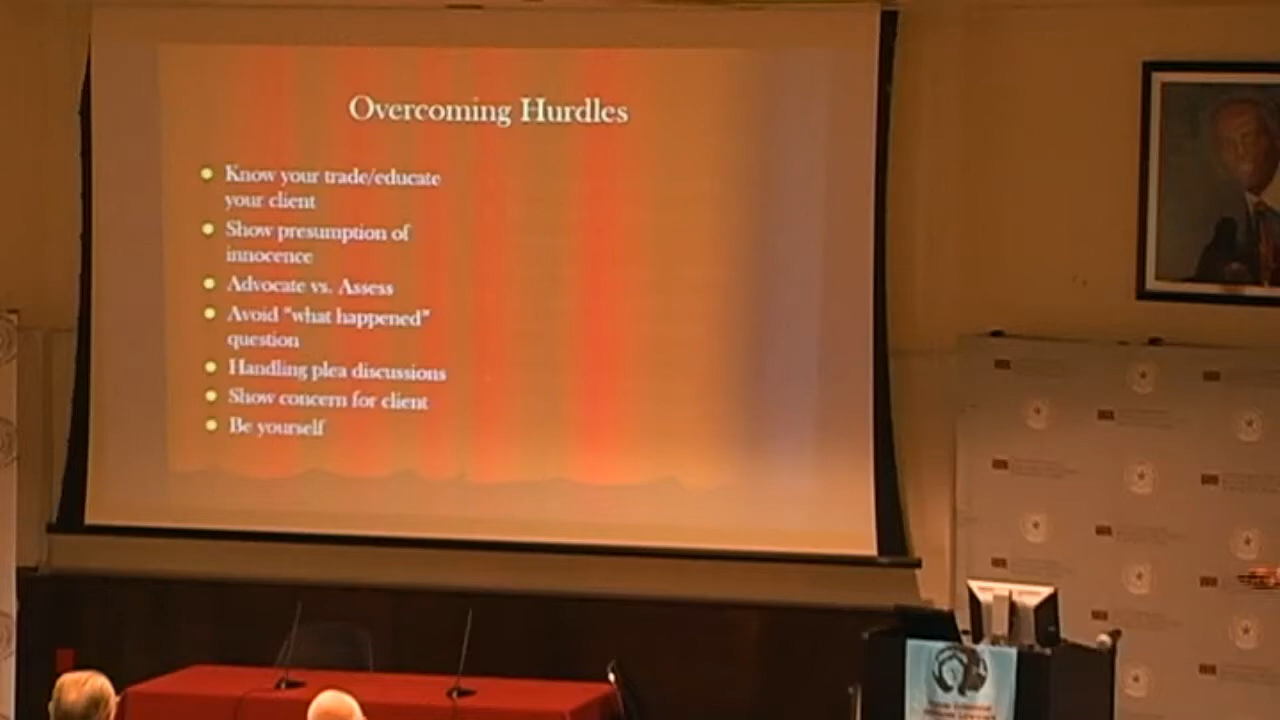 Overcoming Hurdles
Know your trade/educate
your client
Show presumption of
innocence
Advocate vs. Assess
Avoid "what happened"
question
Handling plea discussions
Show concern for client
Be yourself